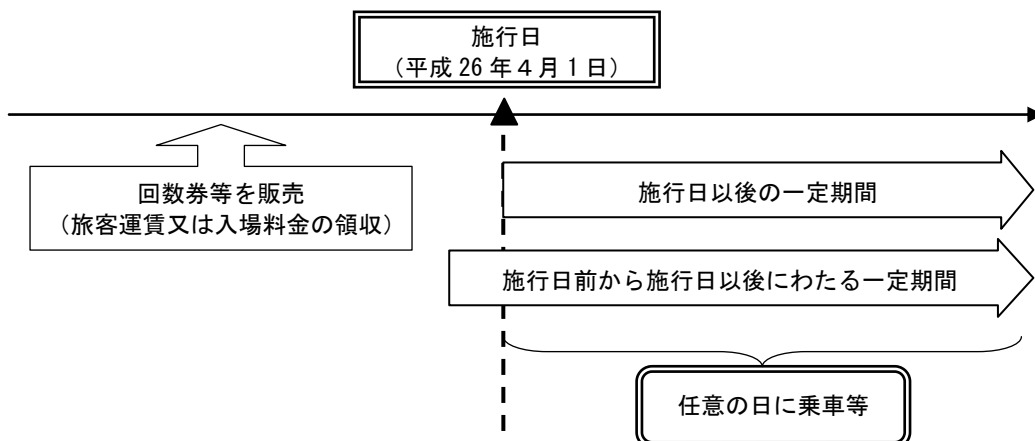 施行日
（平成 26 年４月１日）
回数券等を販売
（旅客運賃又は入場料金の領収）
施行日以後の一定期間
施行日前から施行日以後にわたる一定期間
任意の日に乗車等